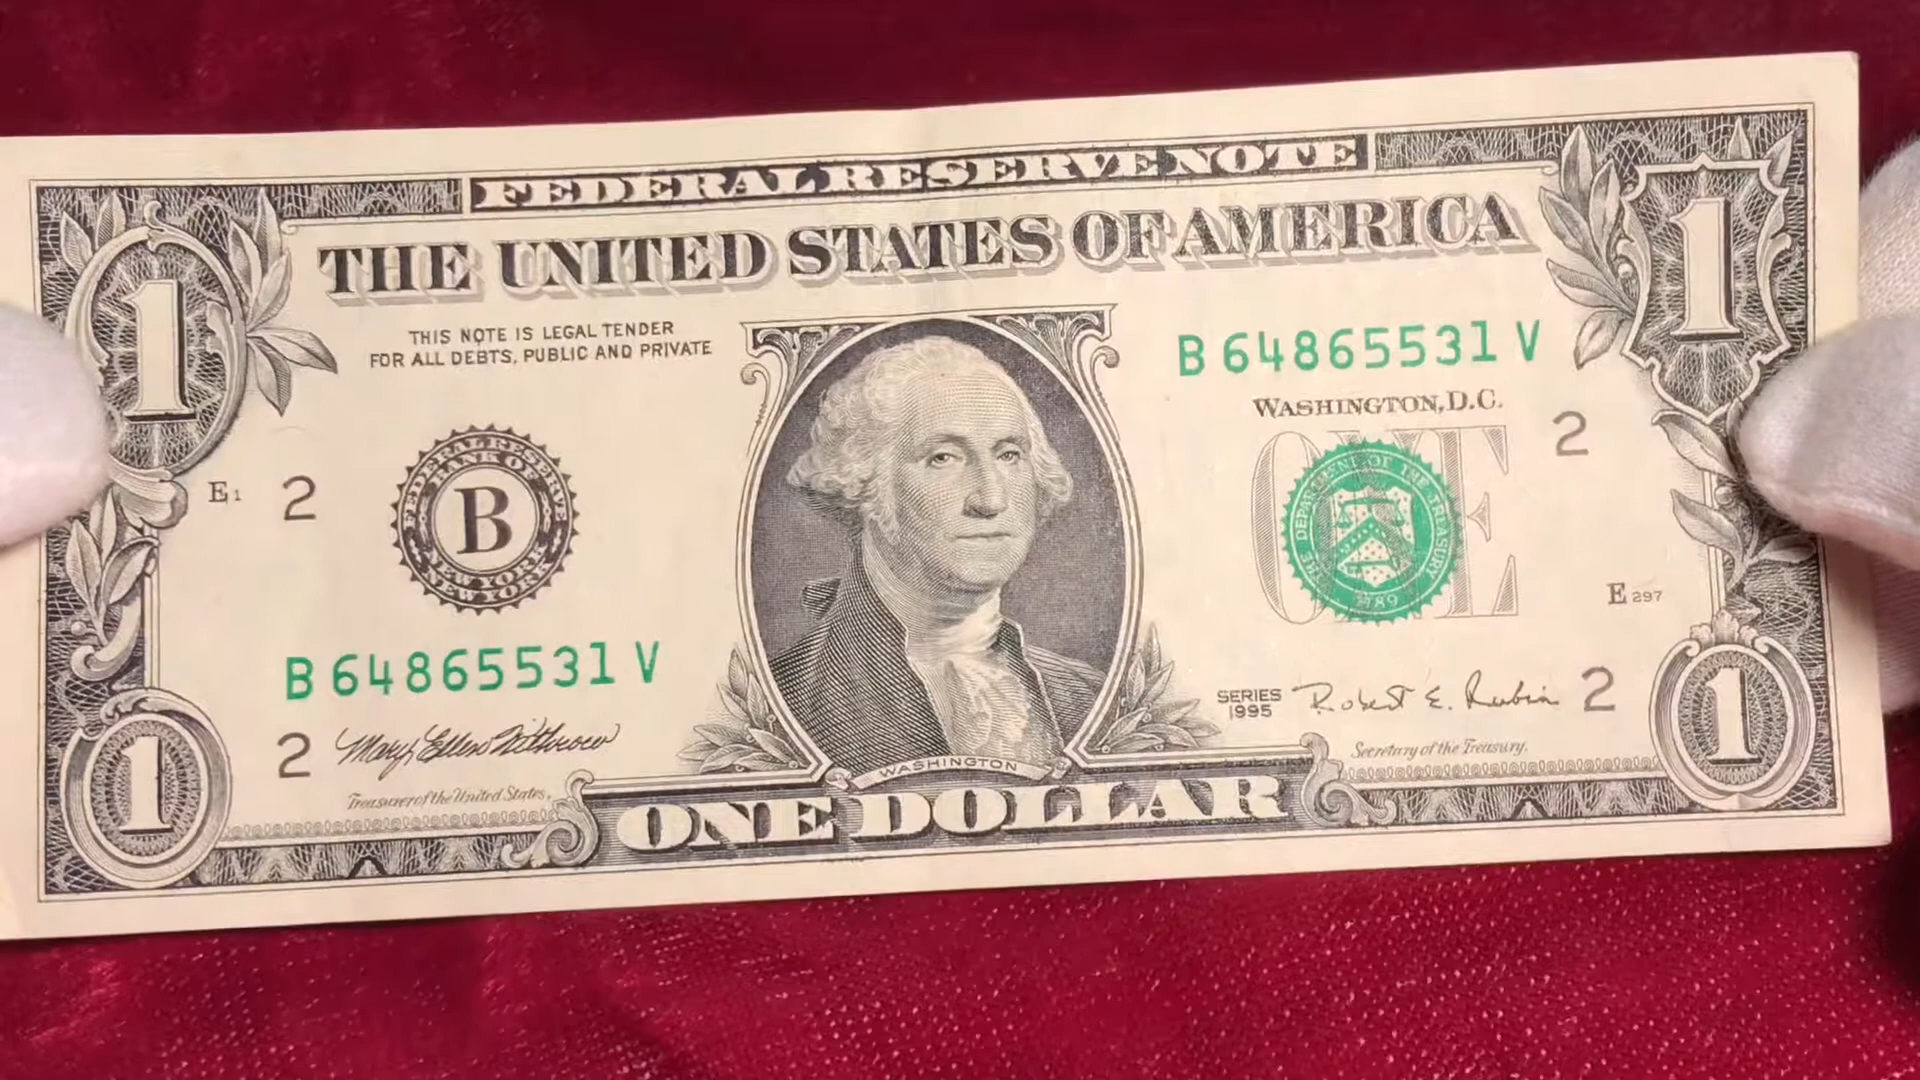 FEDERAL RESERVE NOTE
THE UNITED STATES OF AMERICA
1
1
THIS NOTE IS LEGAL TENDER
FOR ALL DEBTS, PUBLIC AND PRIVATE
B 64865531 V
WASHINGTON, D.C.
E1
2
FEDERAL RESERVE
BANK OF
B
NEW YORK
NEW YORK
2
ONE
THE DEPARTMENT OF THE TREASURY
1789
E 297
B 64865531 V
2
Mary Ellen Withrow
Treasurer of the United States.
SERIES
1995
Robert E. Rubin
2
Secretary of the Treasury.
WASHINGTON
1
ONE DOLLAR
1